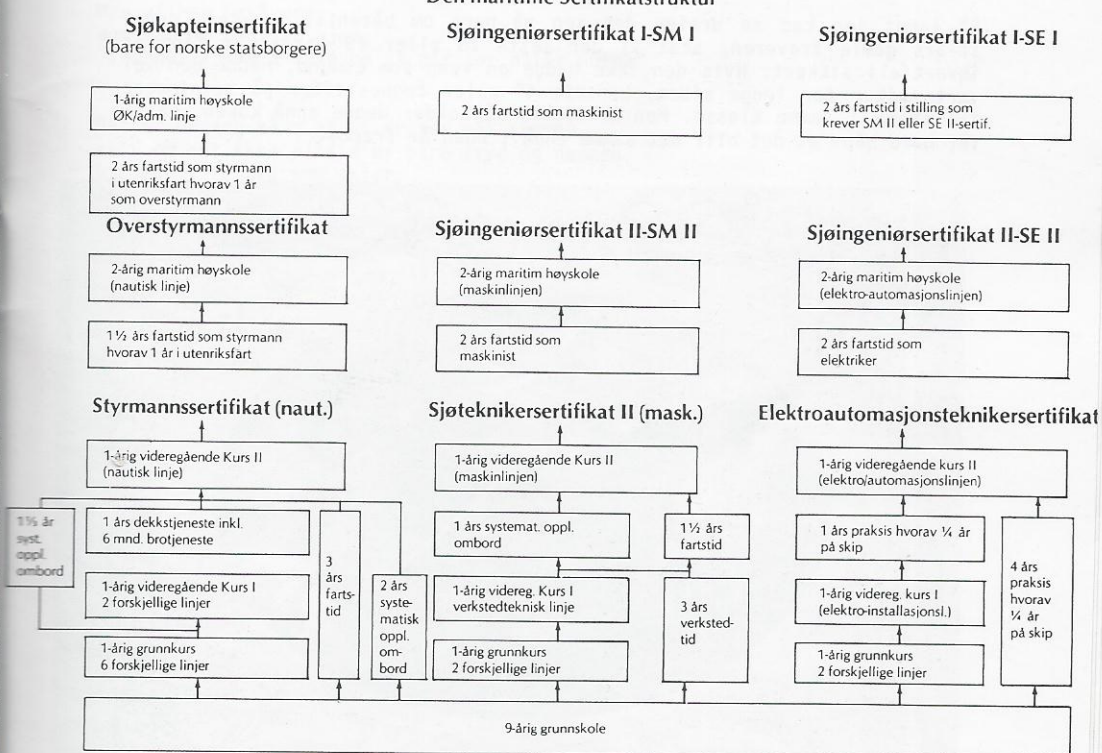 Den maritime sertifikatstruktur
Sjøkapteinsertifikat
(bare for norske statsborgere)
1-årig maritim høyskole
ØK/adm. linje
2 års fartstid som styrmann
i utenriksfart hvorav 1 år
som overstyrmann
Sjøingeniørsertifikat I-SM I
2 års fartstid som maskinist
Sjøingeniørsertifikat I-SE I
2 års fartstid i stilling som
krever SM II eller SE II-sertif.
Overstyrmannssertifikat
2-årig maritim høyskole
(nautisk linje)
1 ½ års fartstid som styrmann
hvorav 1 år i utenriksfart
Sjøingeniørsertifikat II-SM II
2-årig maritim høyskole
(maskinlinjen)
2 års fartstid som
maskinist
Sjøingeniørsertifikat II-SE II
2-årig maritim høyskole
(elektro-automasjonslinjen)
2 års fartstid som
elektriker
Styrmannssertifikat (naut.)
1-årig videregående Kurs II
(nautisk linje)
1½ år
syst.
oppl.
ombord
1 års dekkstjeneste inkl.
6 mnd. brotjeneste
1-årig videregående Kurs I
2 forskjellige linjer
1-årig grunnkurs
6 forskjellige linjer
3
års
farts-
tid
2 års
syste-
matisk
oppl.
om-
bord
Sjøteknikersertifikat II (mask.)
1-årig videregående Kurs II
(maskinlinjen)
1 års systemat. oppl.
ombord
1 ½ års
fartstid
1-årig videreg. Kurs I
verkstedteknisk linje
3 års
verksted-
tid
1-årig grunnkurs
2 forskjellige linjer
Elektroautomasjonsteknikersertifikat
1-årig videregående kurs II
(elektro/automasjonslinjen)
1 års praksis hvorav ¼ år
på skip
1-årig videreg. kurs I
(elektro-installasjonsl.)
1-årig grunnkurs
2 forskjellige linjer
4 års
praksis
hvorav
¼ år
på skip
9-årig grunnskole